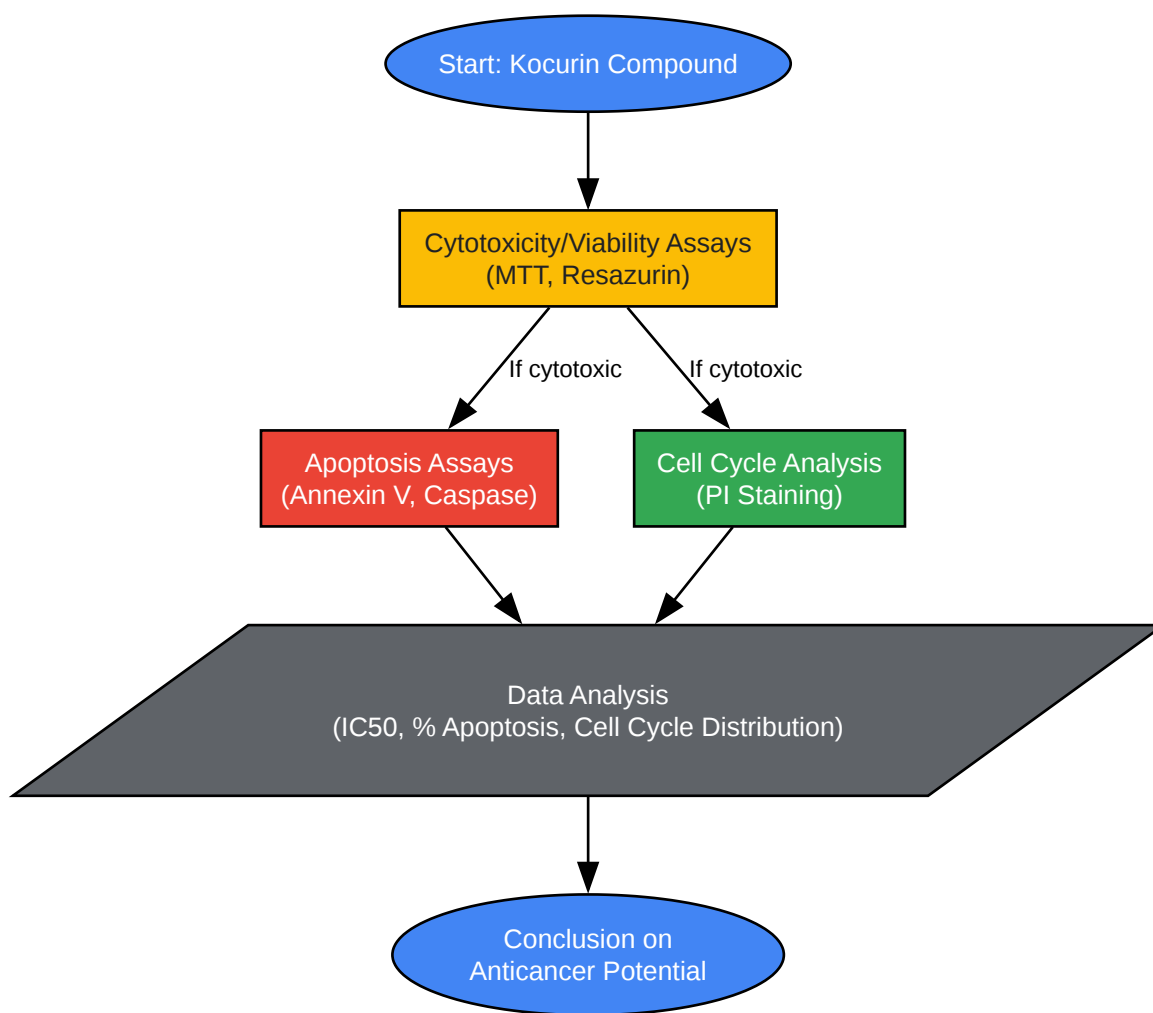 Start: Kocurin Compound
Cytotoxicity/Viability Assays
(MTT, Resazurin)
If cytotoxic
If cytotoxic
Apoptosis Assays
(Annexin V, Caspase)
Cell Cycle Analysis
(PI Staining)
Data Analysis
(IC50, % Apoptosis, Cell Cycle Distribution)
Conclusion on
Anticancer Potential